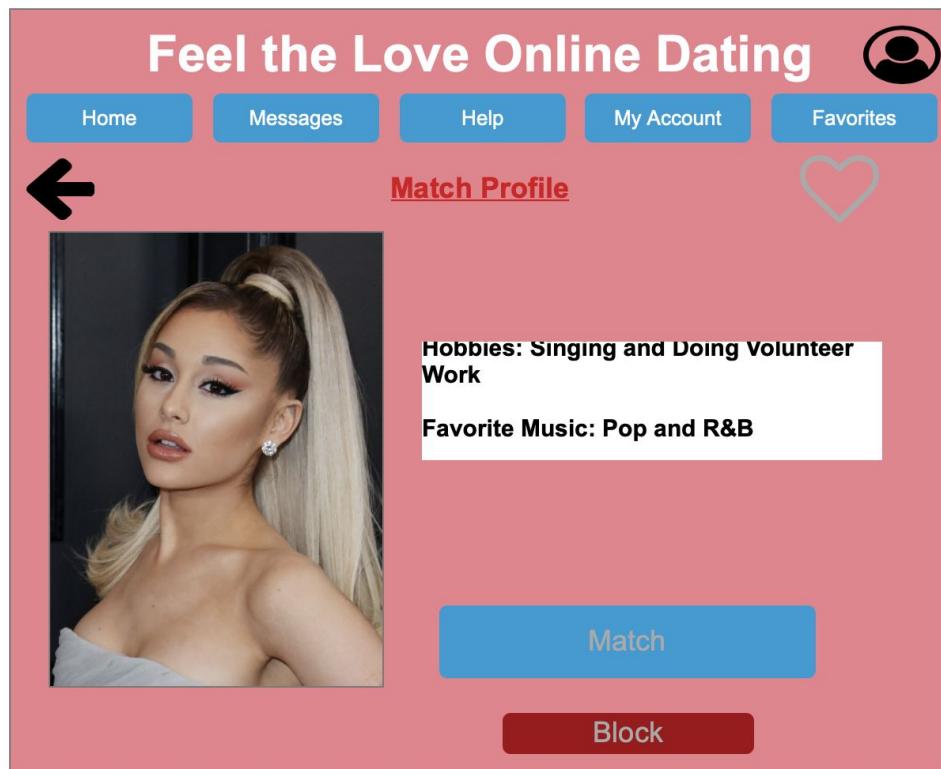 Feel the Love Online Dating
Home
Messages
Help
My Account
Favorites
Match Profile
Hobbies: Singing and Doing Volunteer
Work
Favorite Music: Pop and R&B
Match
Block